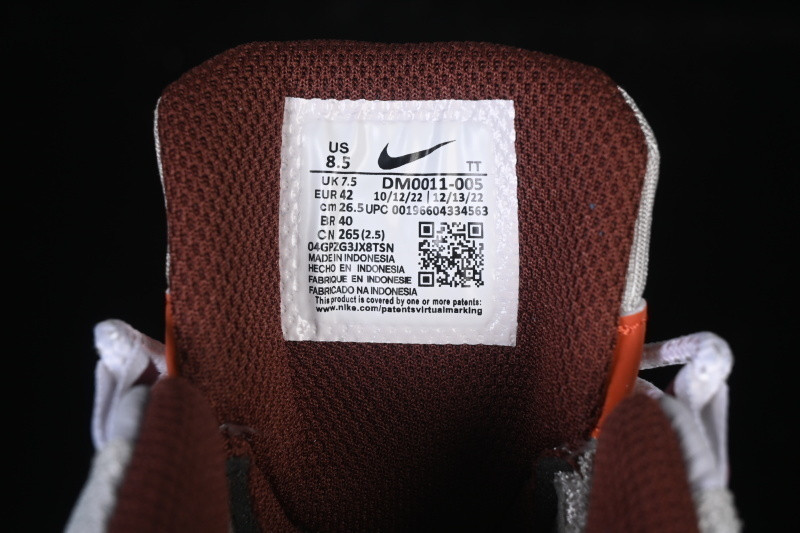 US
8.5
TT
UK 7.5 DM0011-005
EUR 42 10/12/22 | 12/13/22
cm 26.5 UPC 00196604334563
BR 40
CN 265 (2.5)
04GPZG3JX8TSN
MADE IN INDONESIA
HECHO EN INDONESIA
FABRIQUE EN INDONESIE
FABRICADO NA INDONESIA
This product is covered by one or more patents:
www.nike.com/patentsvirtualmarking